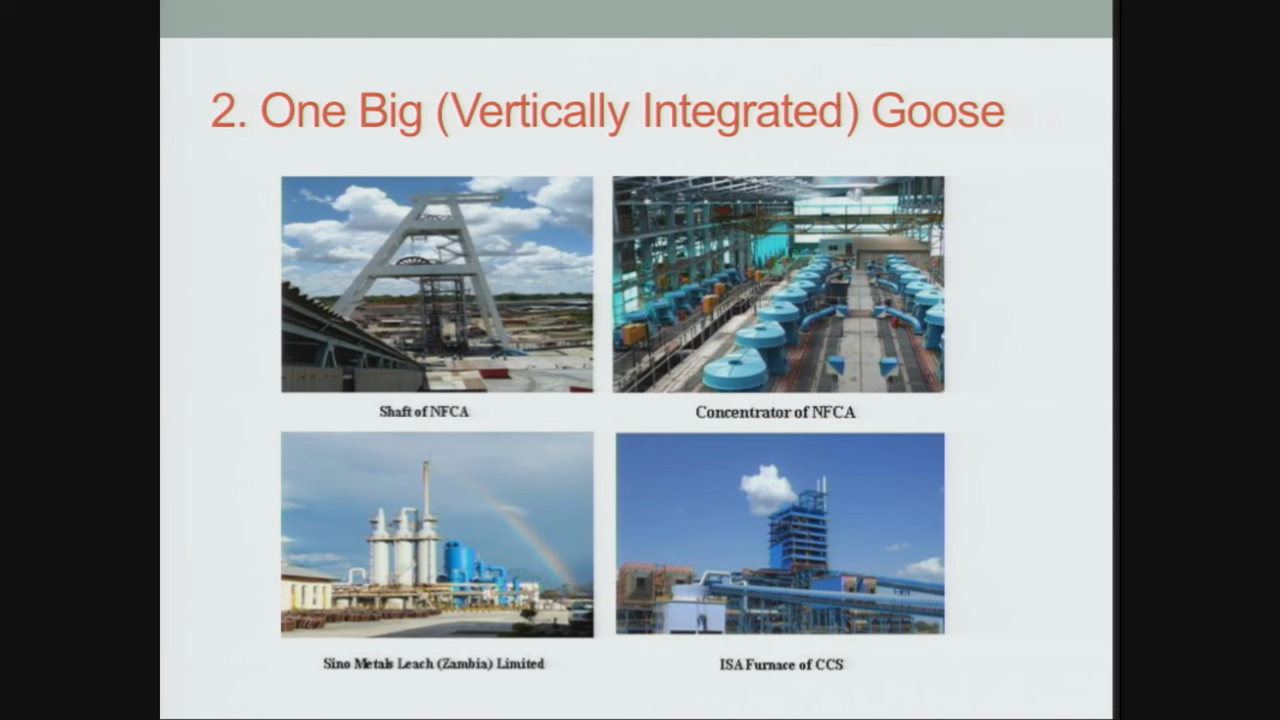 2. One Big (Vertically Integrated) Goose
Shaft of NFCA
Concentrator of NFCA
Sino Metals Leach (Zambia) Limited
ISA Furnace of CCS